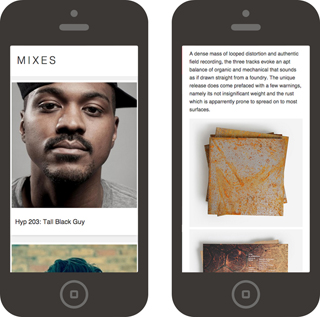 MIXES
Hyp 203: Tall Black Guy
A dense mass of looped distortion and authentic
field recording, the three tracks evoke an apt
balance of organic and mechanical that sounds
as if drawn straight from a foundry. The unique
release does come prefaced with a few warnings,
namely its not insignificant weight and the rust
which is apparently prone to spread on to most
surfaces.